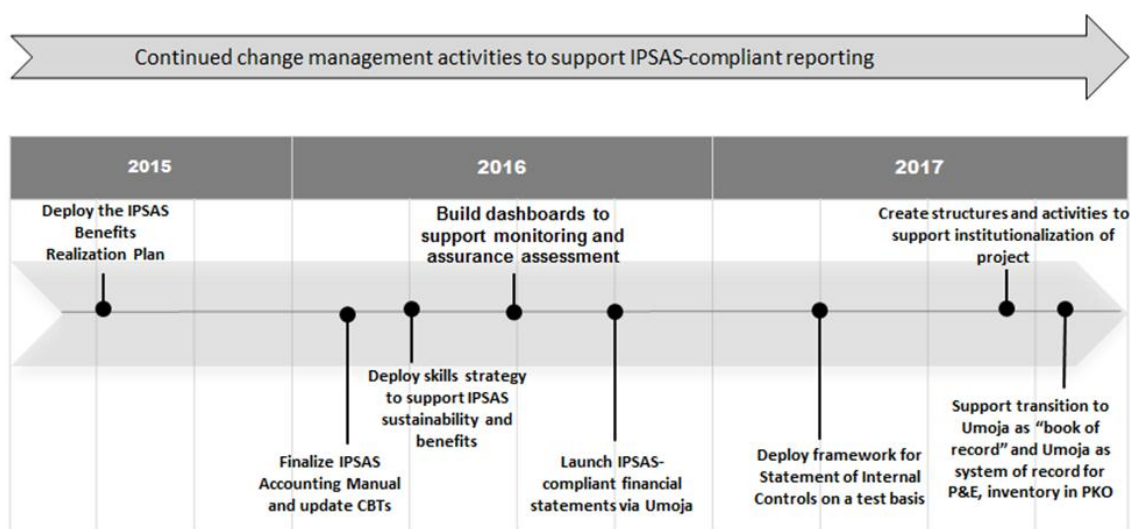 Continued change management activities to support IPSAS-compliant reporting
2015
2016
2017
Deploy the IPSAS
Benefits
Realization Plan
Build dashboards to
support monitoring and
assurance assessment
Create structures and activities to
support institutionalization of
project
Deploy skills strategy
to support IPSAS
sustainability and
benefits
Finalize IPSAS
Accounting Manual
and update CBTs
Launch IPSAS-
compliant financial
statements via Umoja
Deploy framework for
Statement of Internal
Controls on a test basis
Support transition to
Umoja as “book of
record” and Umoja as
system of record for
P&E, inventory in PKO